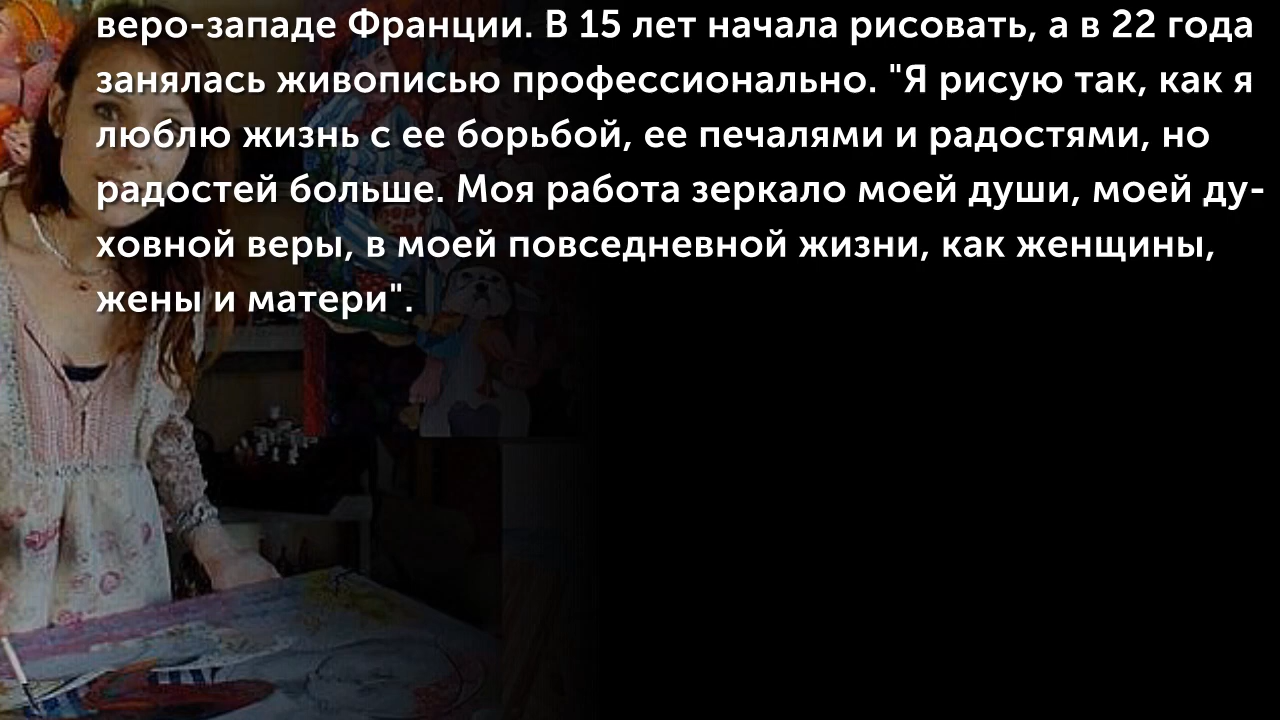 веро-западе Франции. В 15 лет начала рисовать, а в 22 года
занялась живописью профессионально. "Я рисую так, как я
люблю жизнь с ее борьбой, ее печалями и радостями, но
радостей больше. Моя работа зеркало моей души, моей ду-
ховной веры, в моей повседневной жизни, как женщины,
жены и матери".